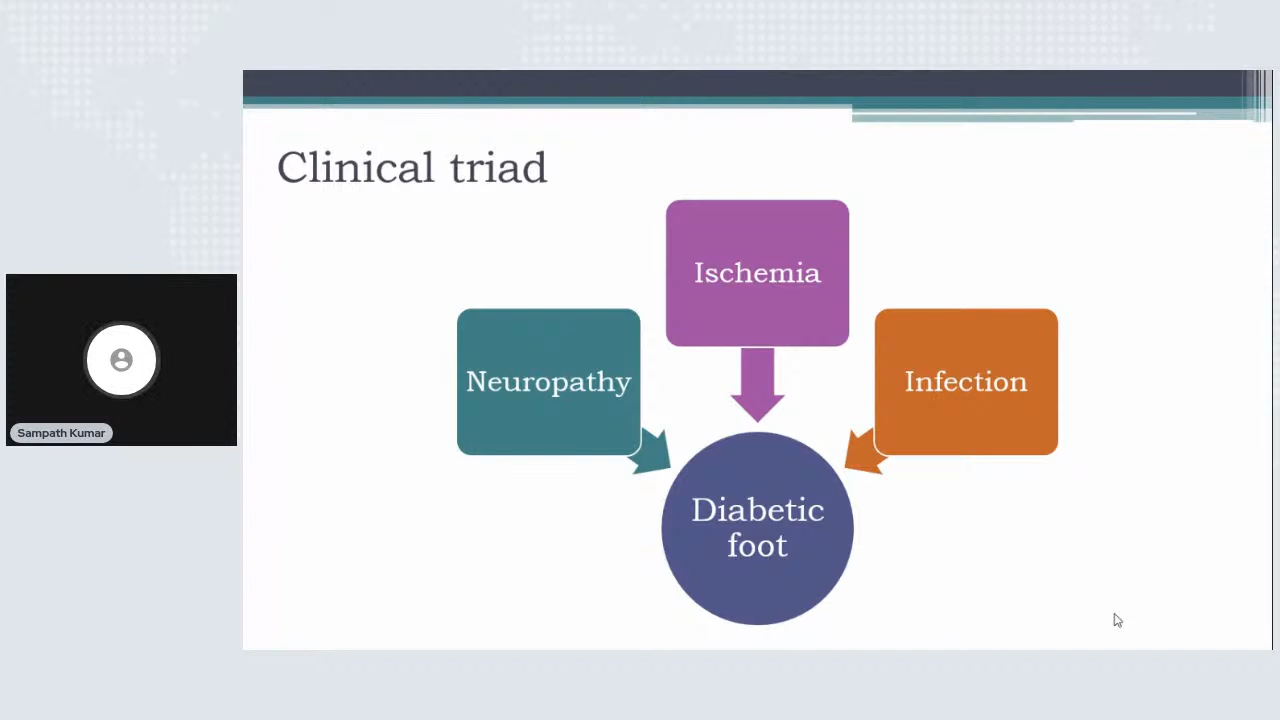 Clinical triad
Ischemia
Neuropathy
Infection
Diabetic
foot
Sampath Kumar